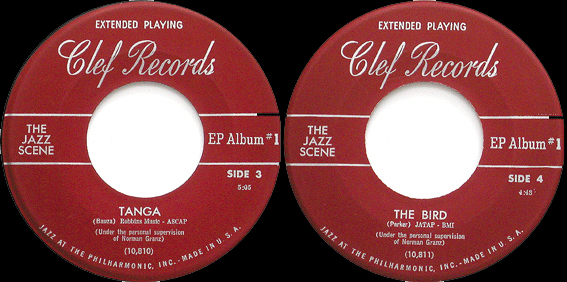 EXTENDED PLAYING
Clef Records
THE
JAZZ
SCENE
EP Album #1
SIDE 3
5:05
TANGA
(Bauza) Robbins Music - ASCAP
(Under the personal supervision
of Norman Granz)
(10,810)
JAZZ AT THE PHILHARMONIC, INC.-MADE IN U.S.A.
EXTENDED PLAYING
Clef Records
THE
JAZZ
SCENE
EP Album #1
SIDE 4
4:45
THE BIRD
(Parker) JATAP - BMI
(Under the personal supervision
of Norman Granz)
(10,811)
JAZZ AT THE PHILHARMONIC, INC.-MADE IN U.S.A.